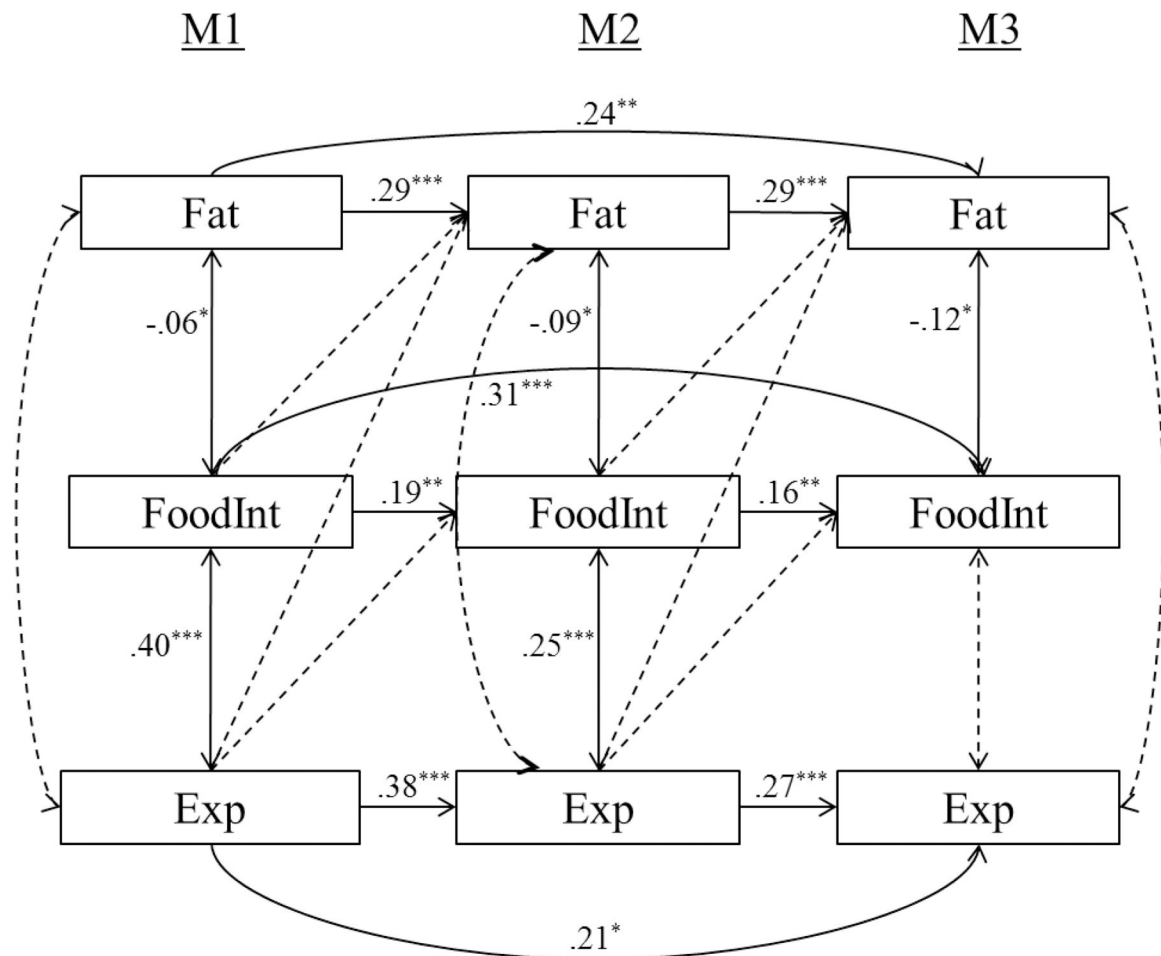 M1 M2 M3
.24**
.29*** .29***
Fat Fat Fat
-.06* -.09* -.12*
.31***
.19** .16**
FoodInt FoodInt FoodInt
.40*** .25***
.38*** .27***
Exp Exp Exp
.21*